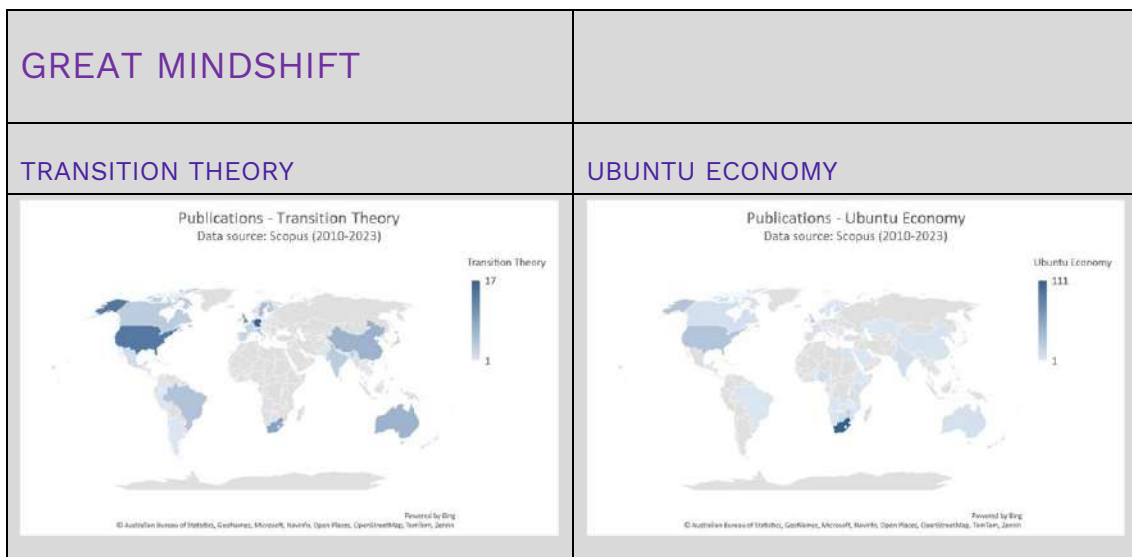 GREAT MINDSHIFT
TRANSITION THEORY
UBUNTU ECONOMY
Publications - Transition Theory
Data source: Scopus (2010-2023)
Transition Theory
17
1
Powered by Bing
© Australian Bureau of Statistics, GeoNames, Microsoft, Navinfo, Open Places, OpenStreetMap, TomTom, Zenrin
Publications - Ubuntu Economy
Data source: Scopus (2010-2023)
Ubuntu Economy
111
1
Powered by Bing
© Australian Bureau of Statistics, GeoNames, Microsoft, Navinfo, Open Places, OpenStreetMap, TomTom, Zenrin